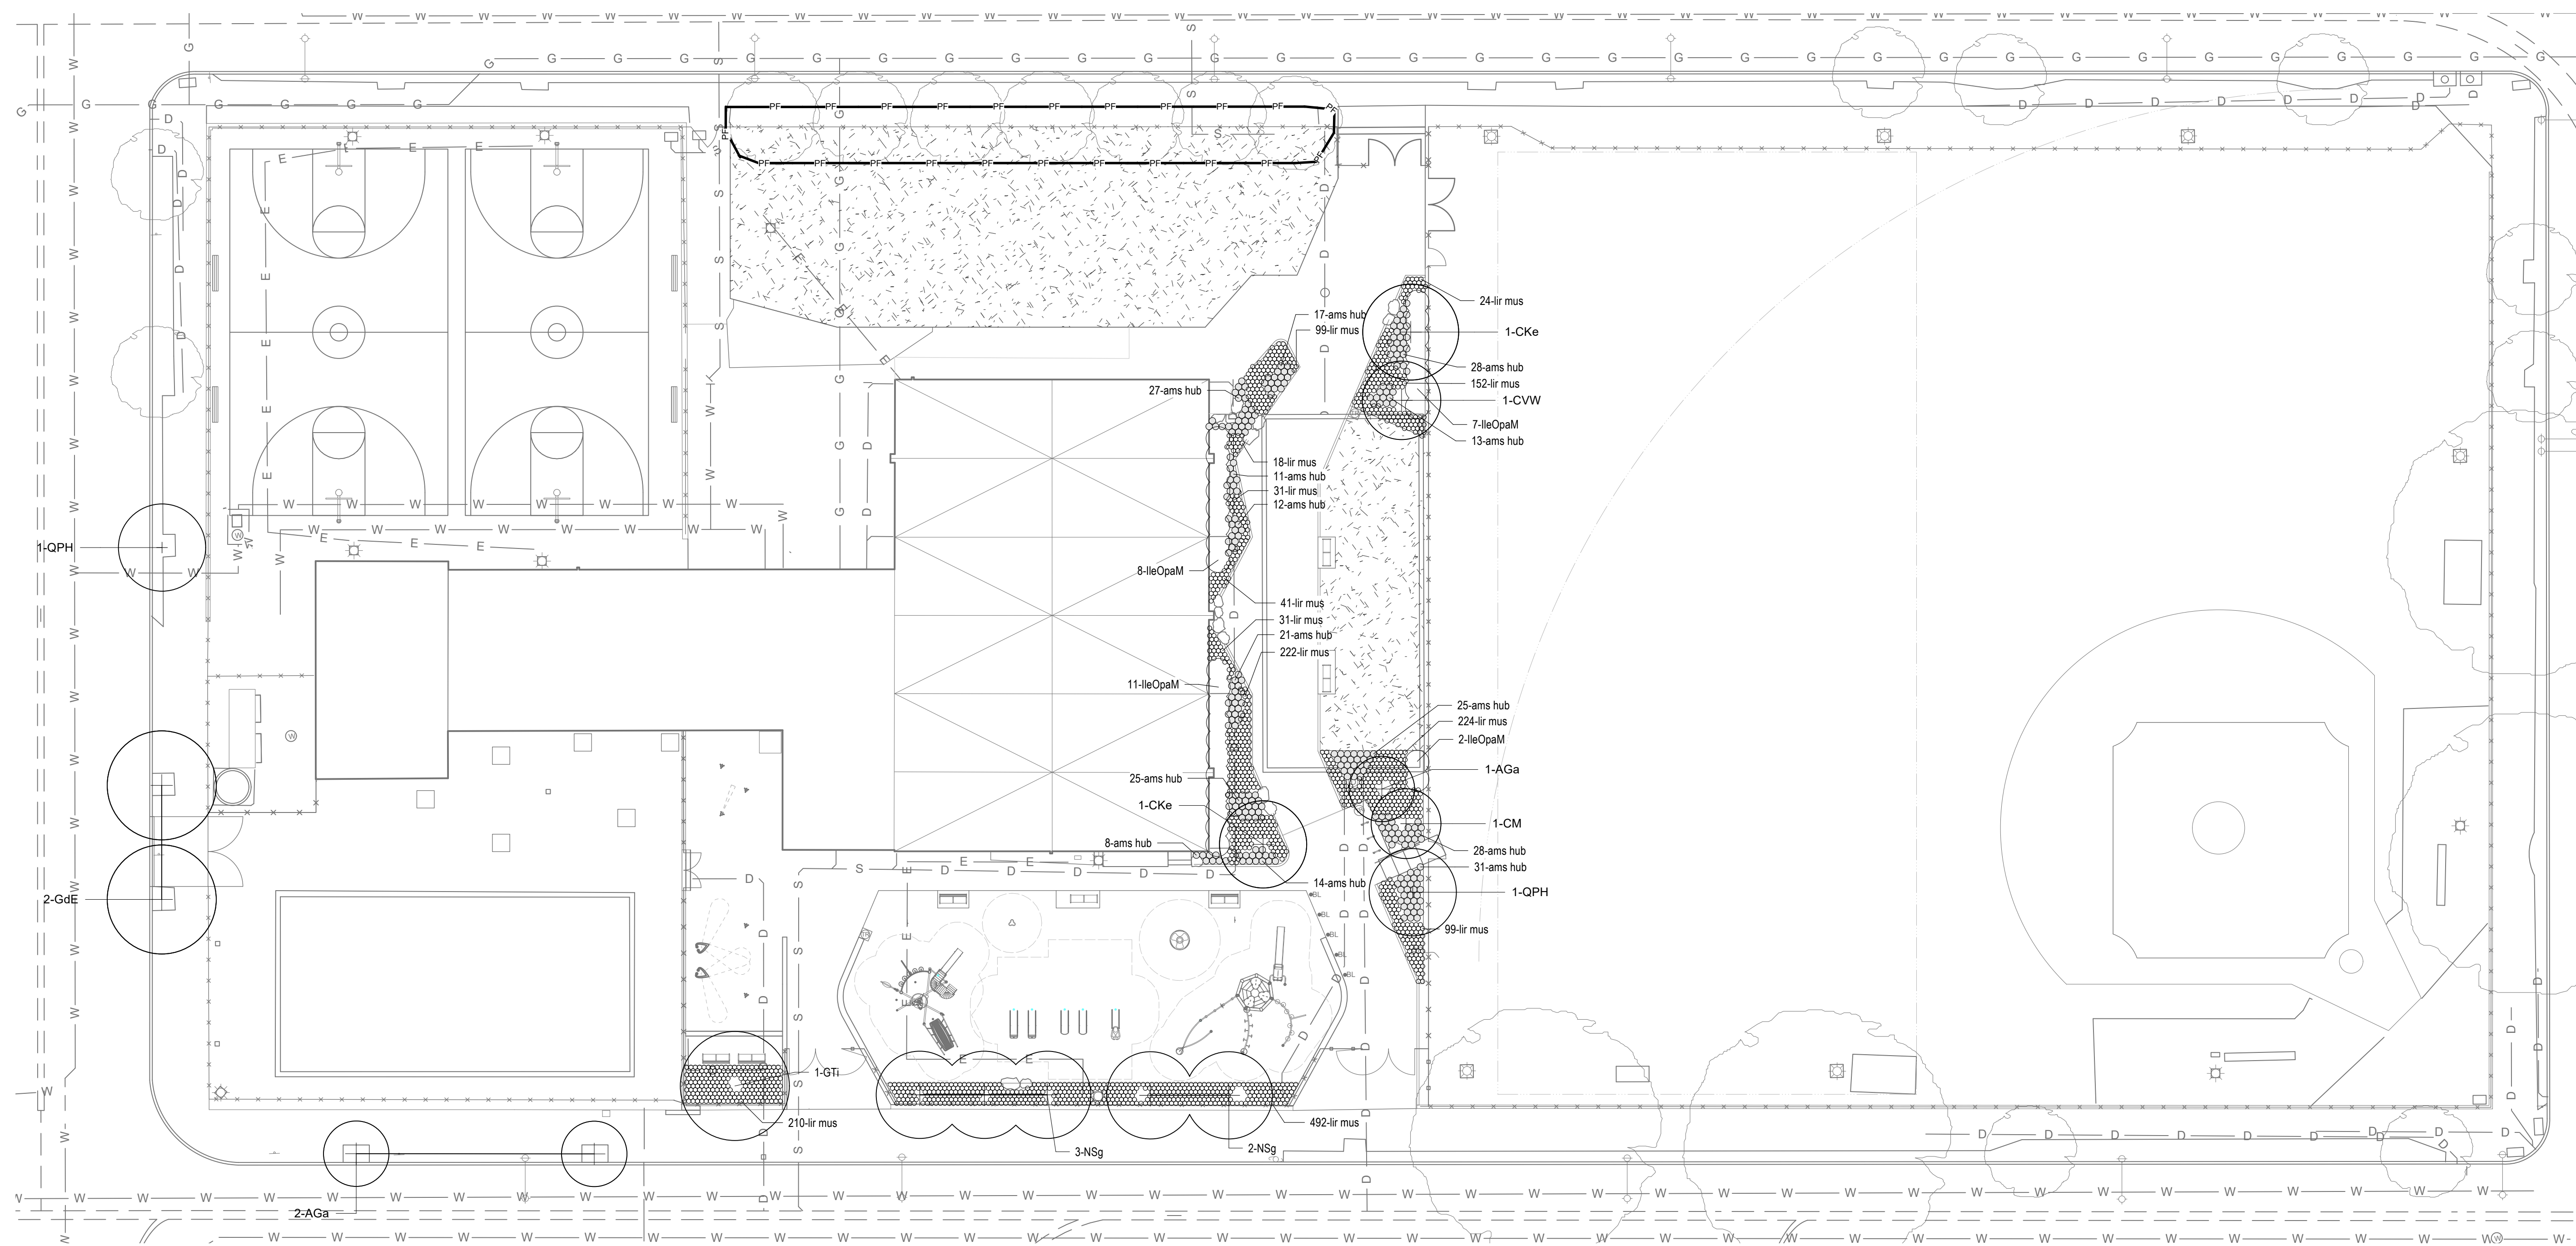 24-lir mus
17-ams hub
99-lir mus
1-CKe
28-ams hub
152-lir mus
27-ams hub
1-CVW
7-IleOpaM
13-ams hub
18-lir mus
11-ams hub
31-lir mus
12-ams hub
1-QPH
8-IleOpaM
41-lir mus
31-lir mus
21-ams hub
222-lir mus
11-IleOpaM
25-ams hub
224-lir mus
2-IleOpaM
1-AGa
25-ams hub
1-CKe
1-CM
8-ams hub
28-ams hub
31-ams hub
14-ams hub
1-QPH
2-GdE
99-lir mus
BL
BL
BL
BL
BL
1-GTi
210-lir mus
492-lir mus
3-NSg
2-NSg
2-AGa